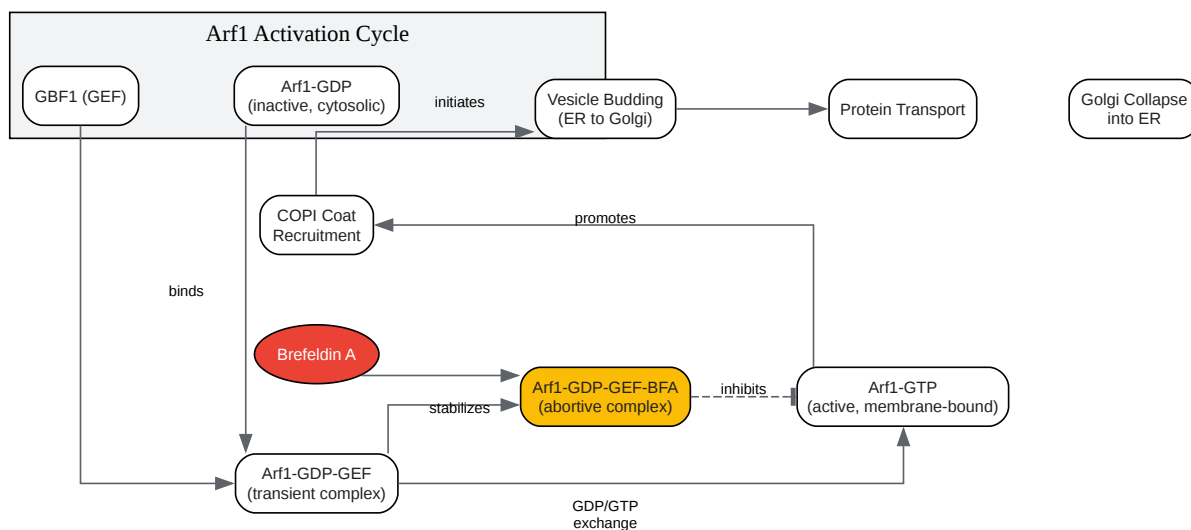 Arf1 Activation Cycle
GBF1 (GEF)
Arf1-GDP
(inactive, cytosolic)
initiates
Vesicle Budding
(ER to Golgi)
Protein Transport
Golgi Collapse
into ER
COPI Coat
Recruitment
promotes
binds
Brefeldin A
Arf1-GDP-GEF-BFA
(abortive complex)
inhibits
Arf1-GTP
(active, membrane-bound)
stabilizes
Arf1-GDP-GEF
(transient complex)
GDP/GTP
exchange